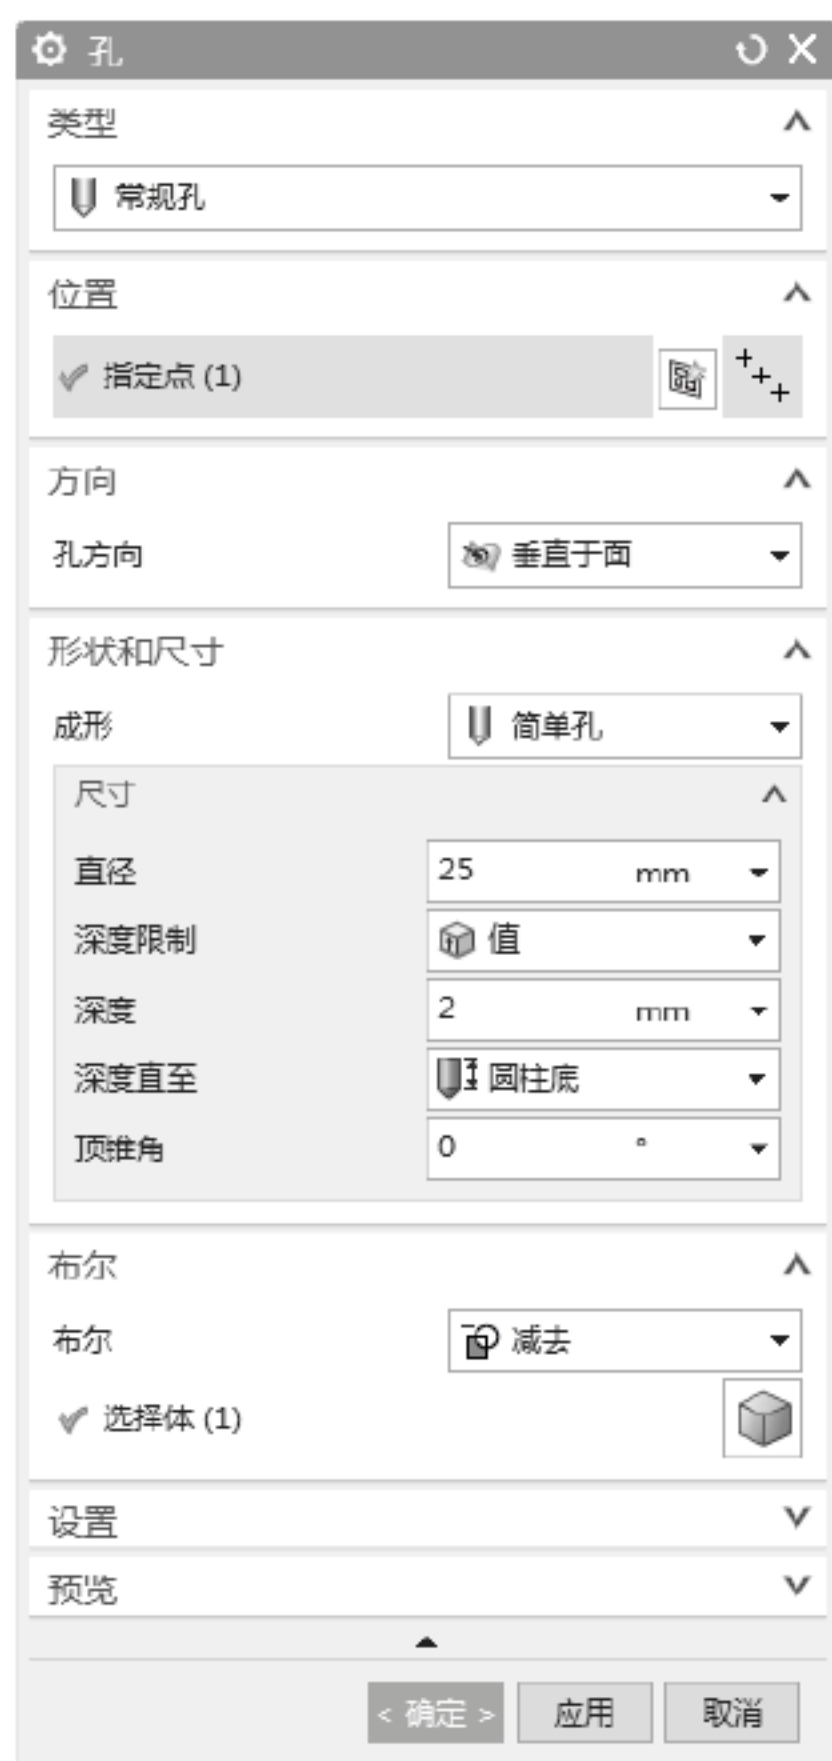 孔
类型
常规孔
位置
指定点 (1)
方向
孔方向 垂直于面
形状和尺寸
成形 简单孔
尺寸
直径 25 mm
深度限制 值
深度 2 mm
深度直至 圆柱底
顶锥角 0 °
布尔
布尔 减去
选择体 (1)
设置
预览
< 确定 > 应用 取消